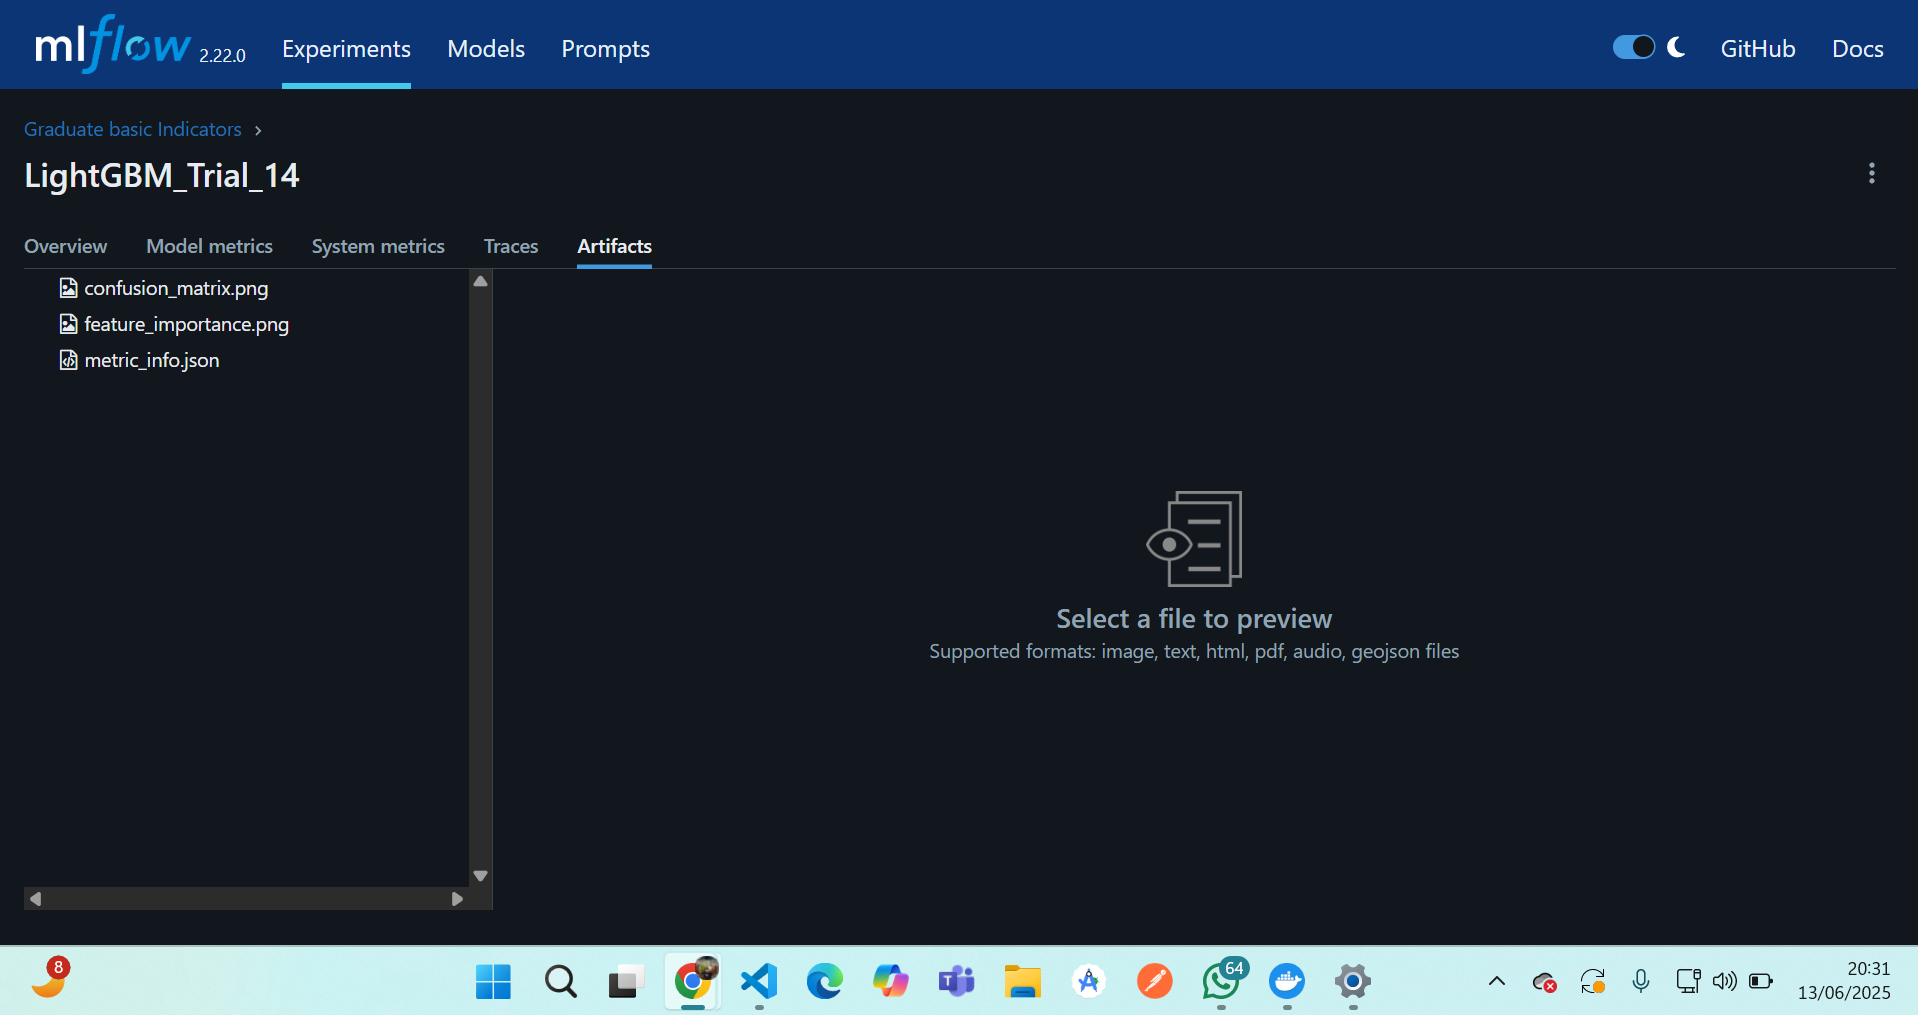 mlflow 2.22.0 Experiments Models Prompts GitHub Docs
Graduate basic Indicators
LightGBM_Trial_14
Overview Model metrics System metrics Traces Artifacts
confusion_matrix.png
feature_importance.png
metric_info.json
Select a file to preview
Supported formats: image, text, html, pdf, audio, geojson files
8
64
20:31
13/06/2025